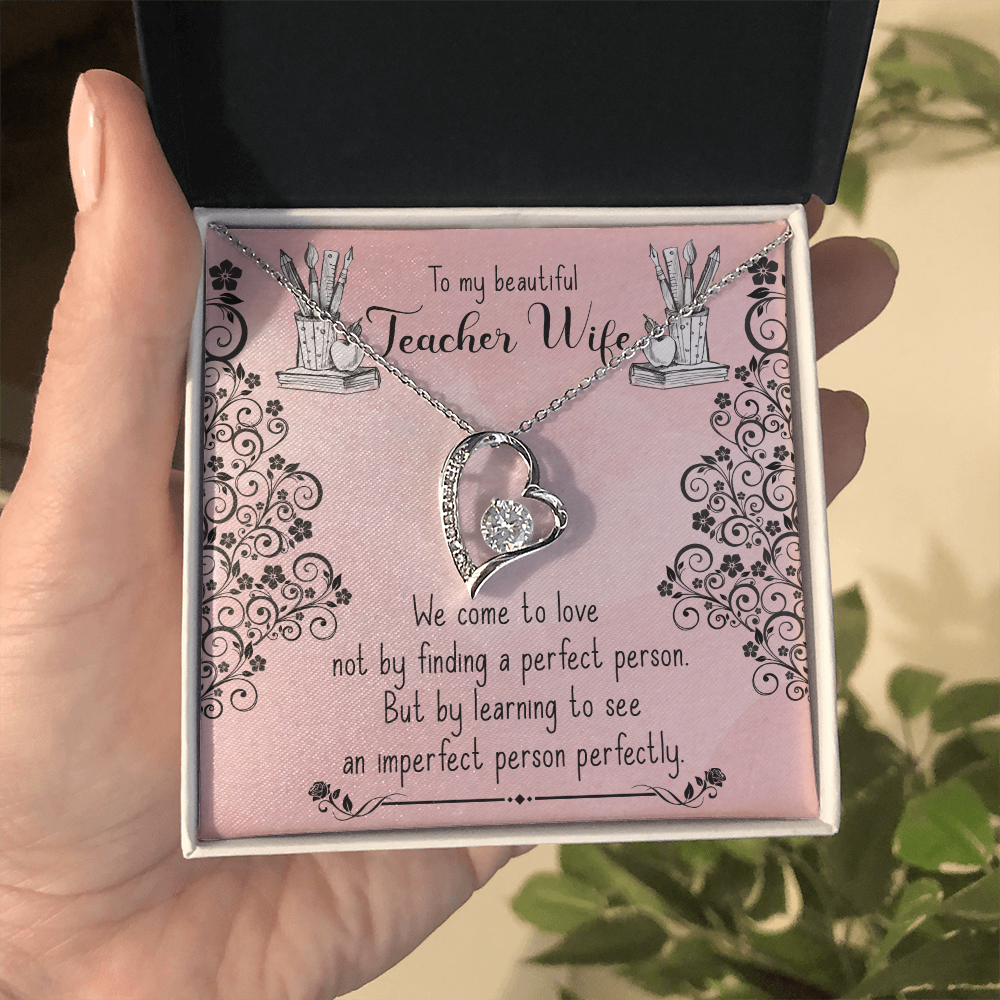 To my beautiful
Teacher Wife
We come to love
not by finding a perfect person.
But by learning to see
an imperfect person perfectly.